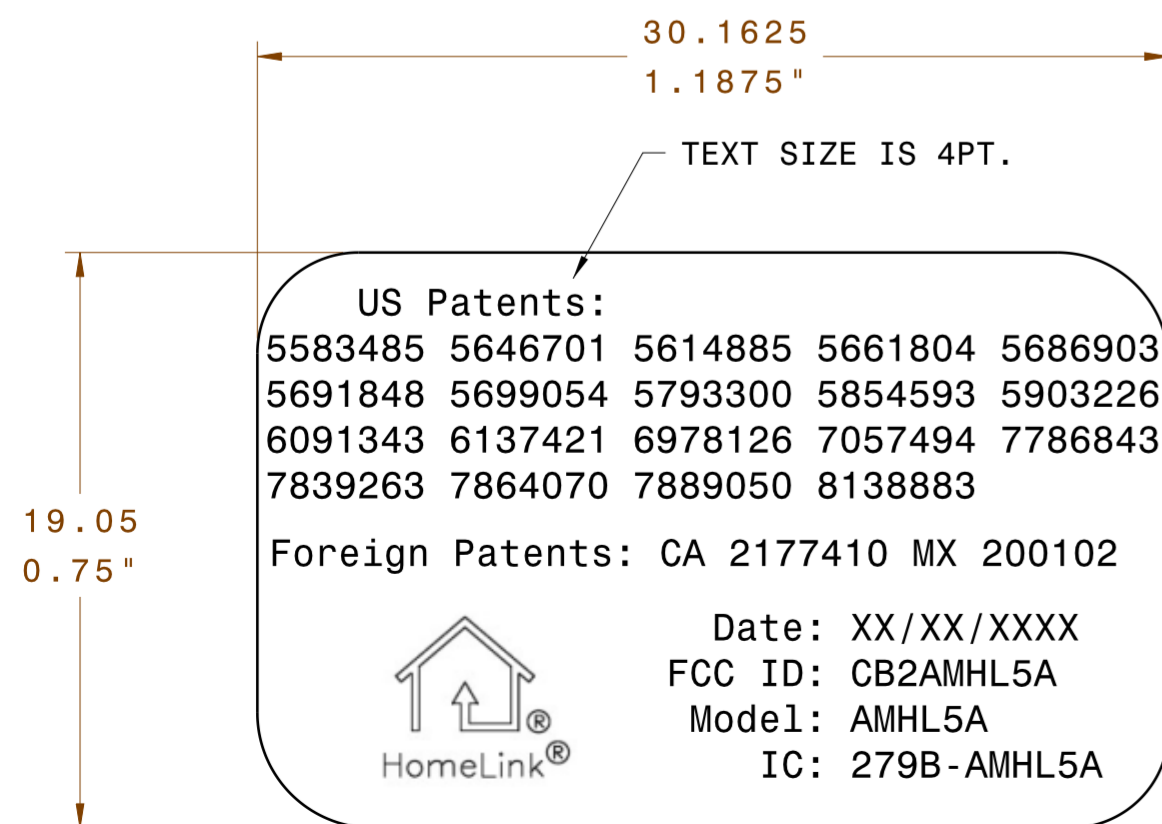 30.1625
1.1875"
TEXT SIZE IS 4PT.
US Patents:
5583485 5646701 5614885 5661804 5686903
5691848 5699054 5793300 5854593 5903226
6091343 6137421 6978126 7057494 7786843
7839263 7864070 7889050 8138883
19.05
0.75"
Foreign Patents: CA 2177410 MX 200102
Date: XX/XX/XXXX
FCC ID: CB2AMHL5A
Model: AMHL5A
IC: 279B-AMHL5A
®
HomeLink®